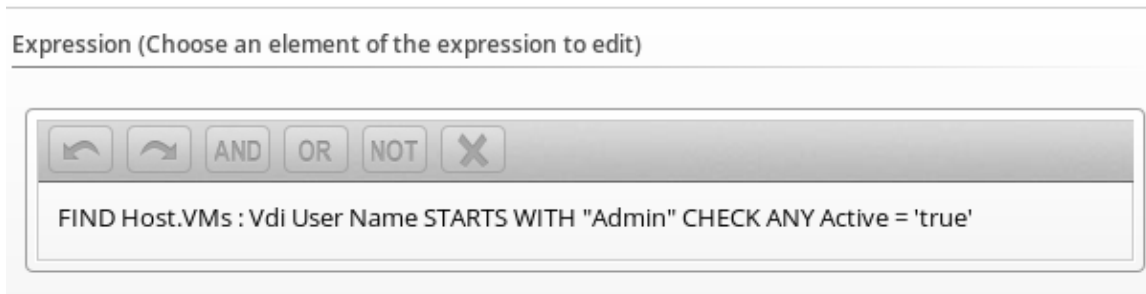 Expression (Choose an element of the expression to edit)
AND OR NOT
FIND Host.VMs : Vdi User Name STARTS WITH "Admin" CHECK ANY Active = 'true'